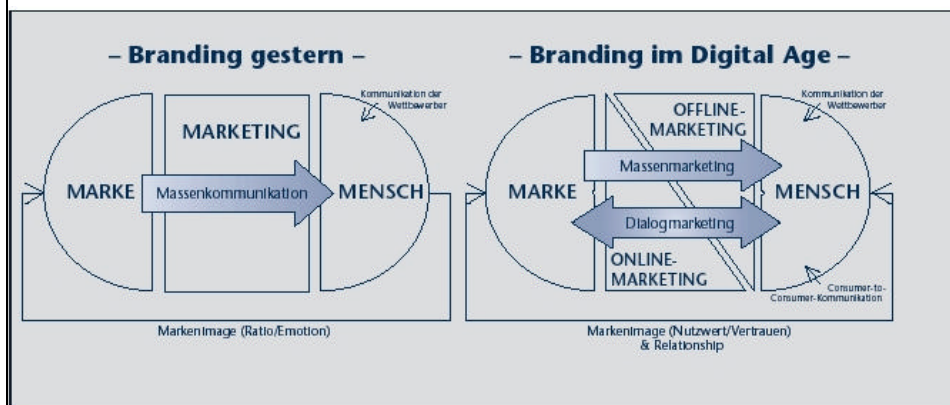 – Branding gestern –
Kommunikation der
Wettbewerber
MARKETING
MARKE
Massenkommunikation
MENSCH
Markenimage (Ratio/Emotion)
– Branding im Digital Age –
Kommunikation der
Wettbewerber
OFFLINE-
MARKETING
Massenmarketing
MARKE
MENSCH
Dialogmarketing
ONLINE-
MARKETING
Consumer-to-
Consumer-Kommunikation
Markenimage (Nutzwert/Vertrauen)
& Relationship